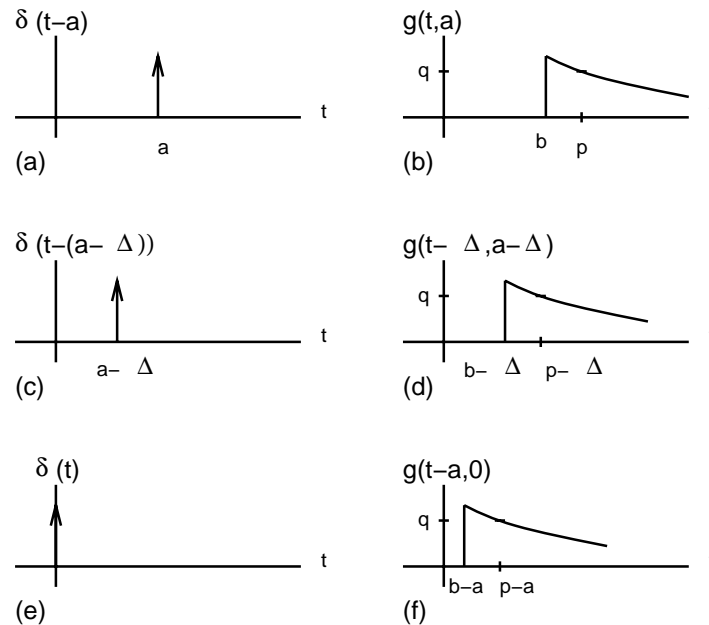 δ (t−a)
t
a
(a)
g(t,a)
q
b
p
(b)
δ (t−(a− Δ))
t
a− Δ
(c)
g(t− Δ,a−Δ)
q
b− Δ p− Δ
(d)
δ (t)
t
(e)
g(t−a,0)
q
b−a p−a
(f)